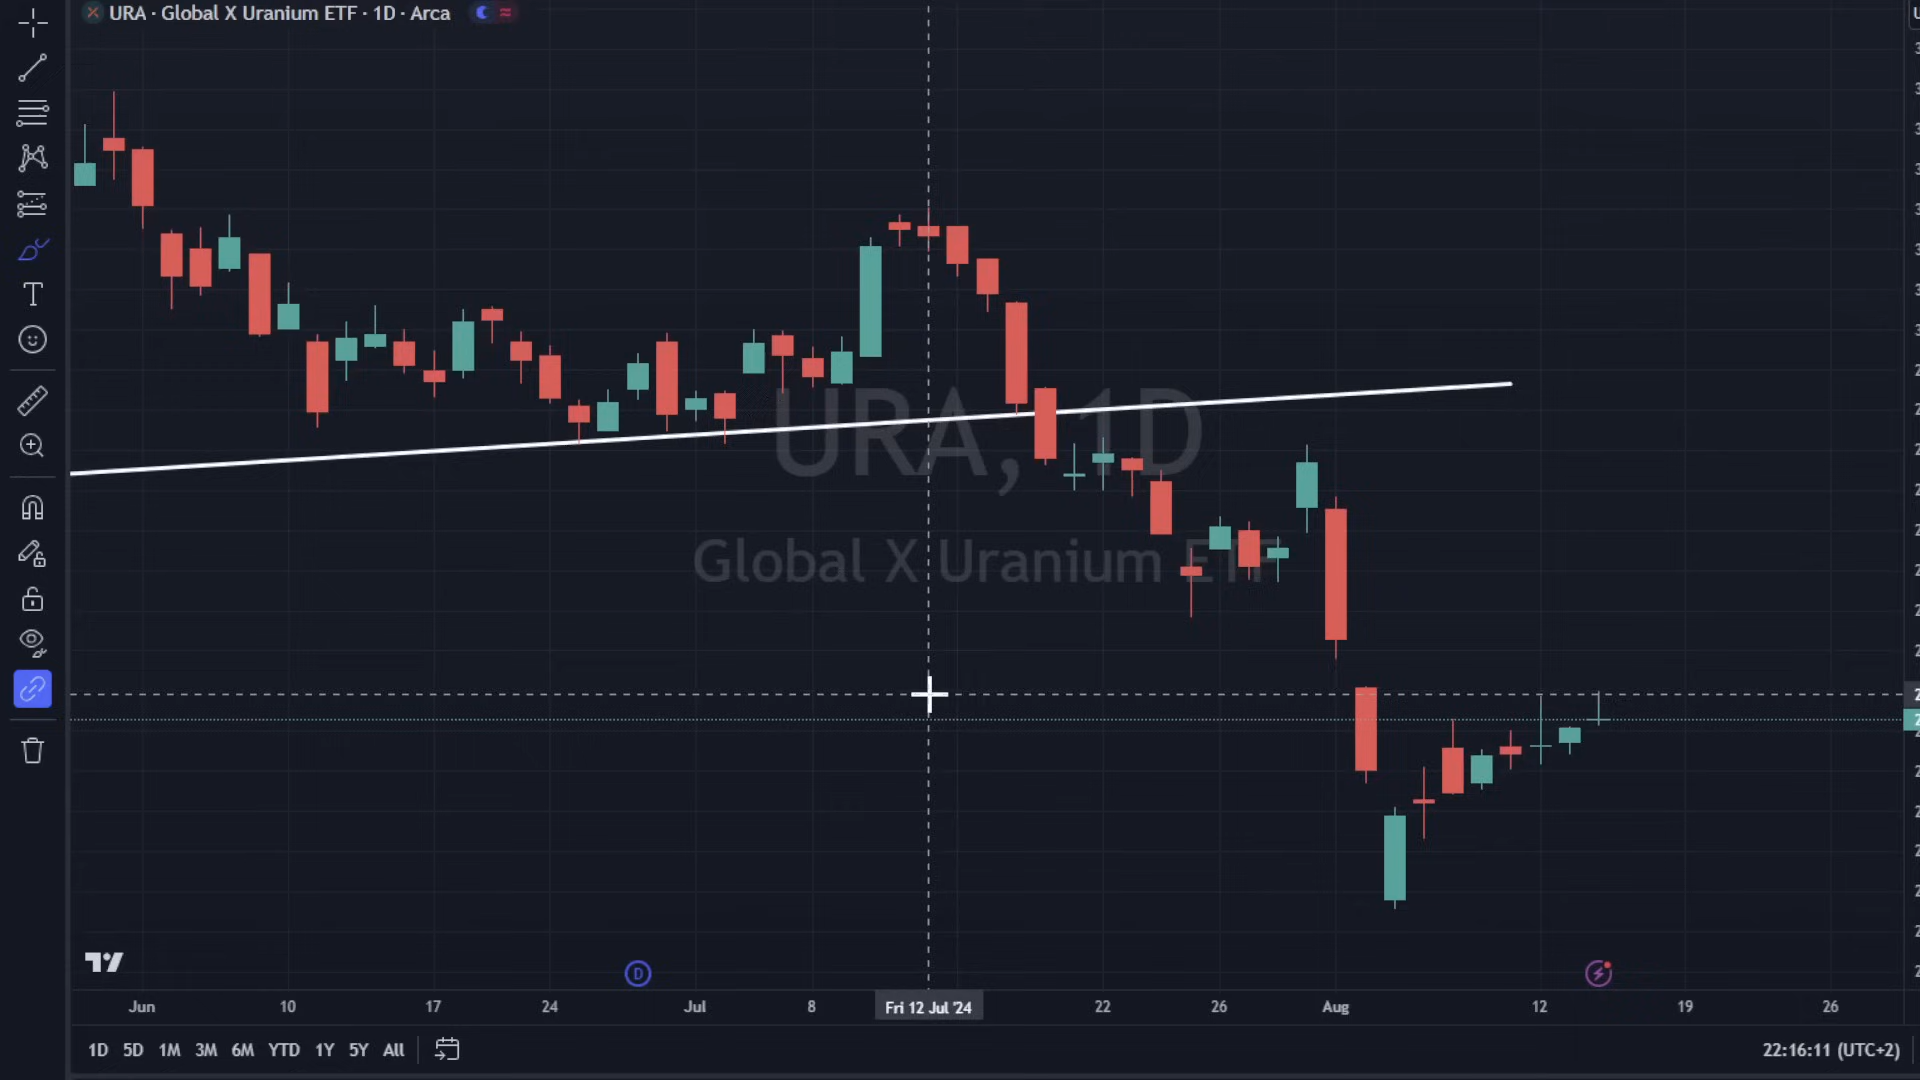 URA · Global X Uranium ETF · 1D · Arca
URA, 1D
Global X Uranium ETF
D
Jun 10 17 24 Jul 8 Fri 12 Jul '24 22 26 Aug 12 19 26
1D 5D 1M 3M 6M YTD 1Y 5Y All
22:16:11 (UTC+2)